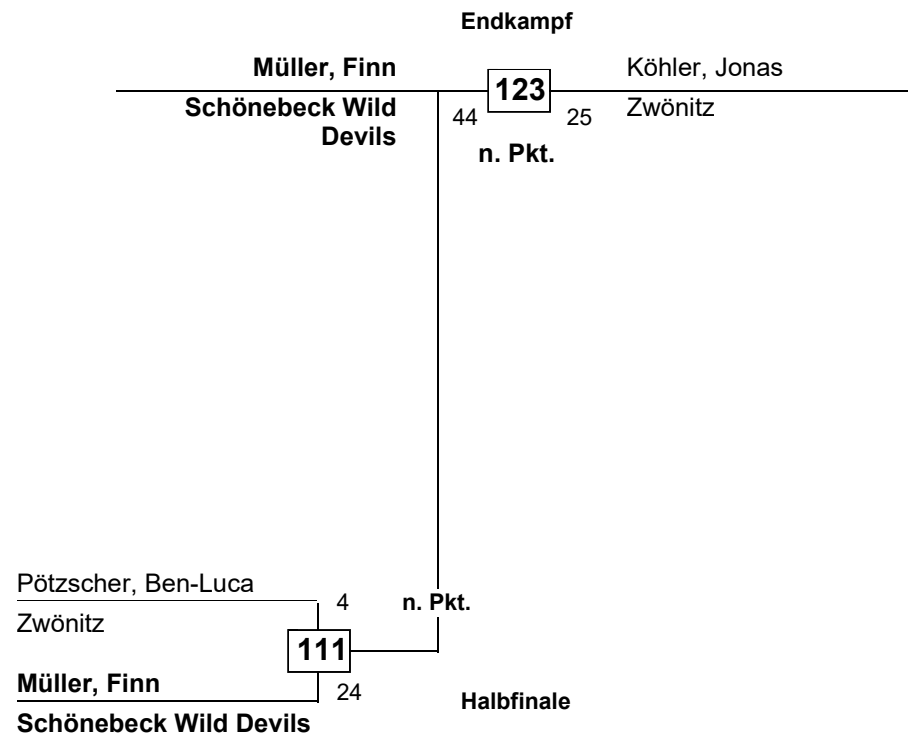 Endkampf
Müller, Finn
Schönebeck Wild
Devils
44
123
25
n. Pkt.
Köhler, Jonas
Zwönitz
Pötzscher, Ben-Luca
Zwönitz
4
n. Pkt.
111
Müller, Finn
Schönebeck Wild Devils
24
Halbfinale